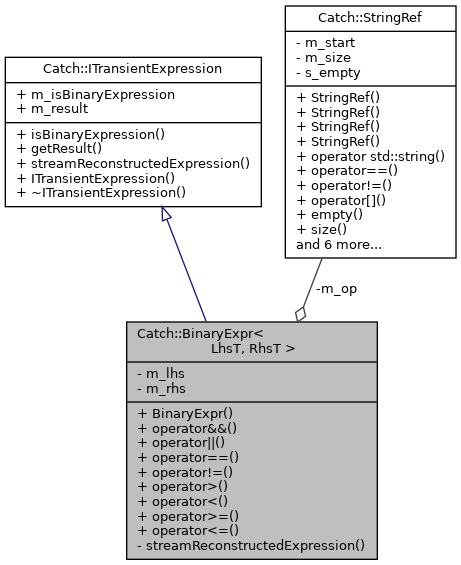 Catch::StringRef
- m_start
- m_size
- s_empty
+ StringRef()
+ StringRef()
+ StringRef()
+ StringRef()
+ operator std::string()
+ operator==()
+ operator!=()
+ operator[]()
+ empty()
+ size()
and 6 more...
Catch::ITransientExpression
+ m_isBinaryExpression
+ m_result
+ isBinaryExpression()
+ getResult()
+ streamReconstructedExpression()
+ ITransientExpression()
+ ~ITransientExpression()
-m_op
Catch::BinaryExpr<
LhsT, RhsT >
- m_lhs
- m_rhs
+ BinaryExpr()
+ operator&&()
+ operator||()
+ operator==()
+ operator!=()
+ operator>()
+ operator<()
+ operator>=()
+ operator<=()
- streamReconstructedExpression()